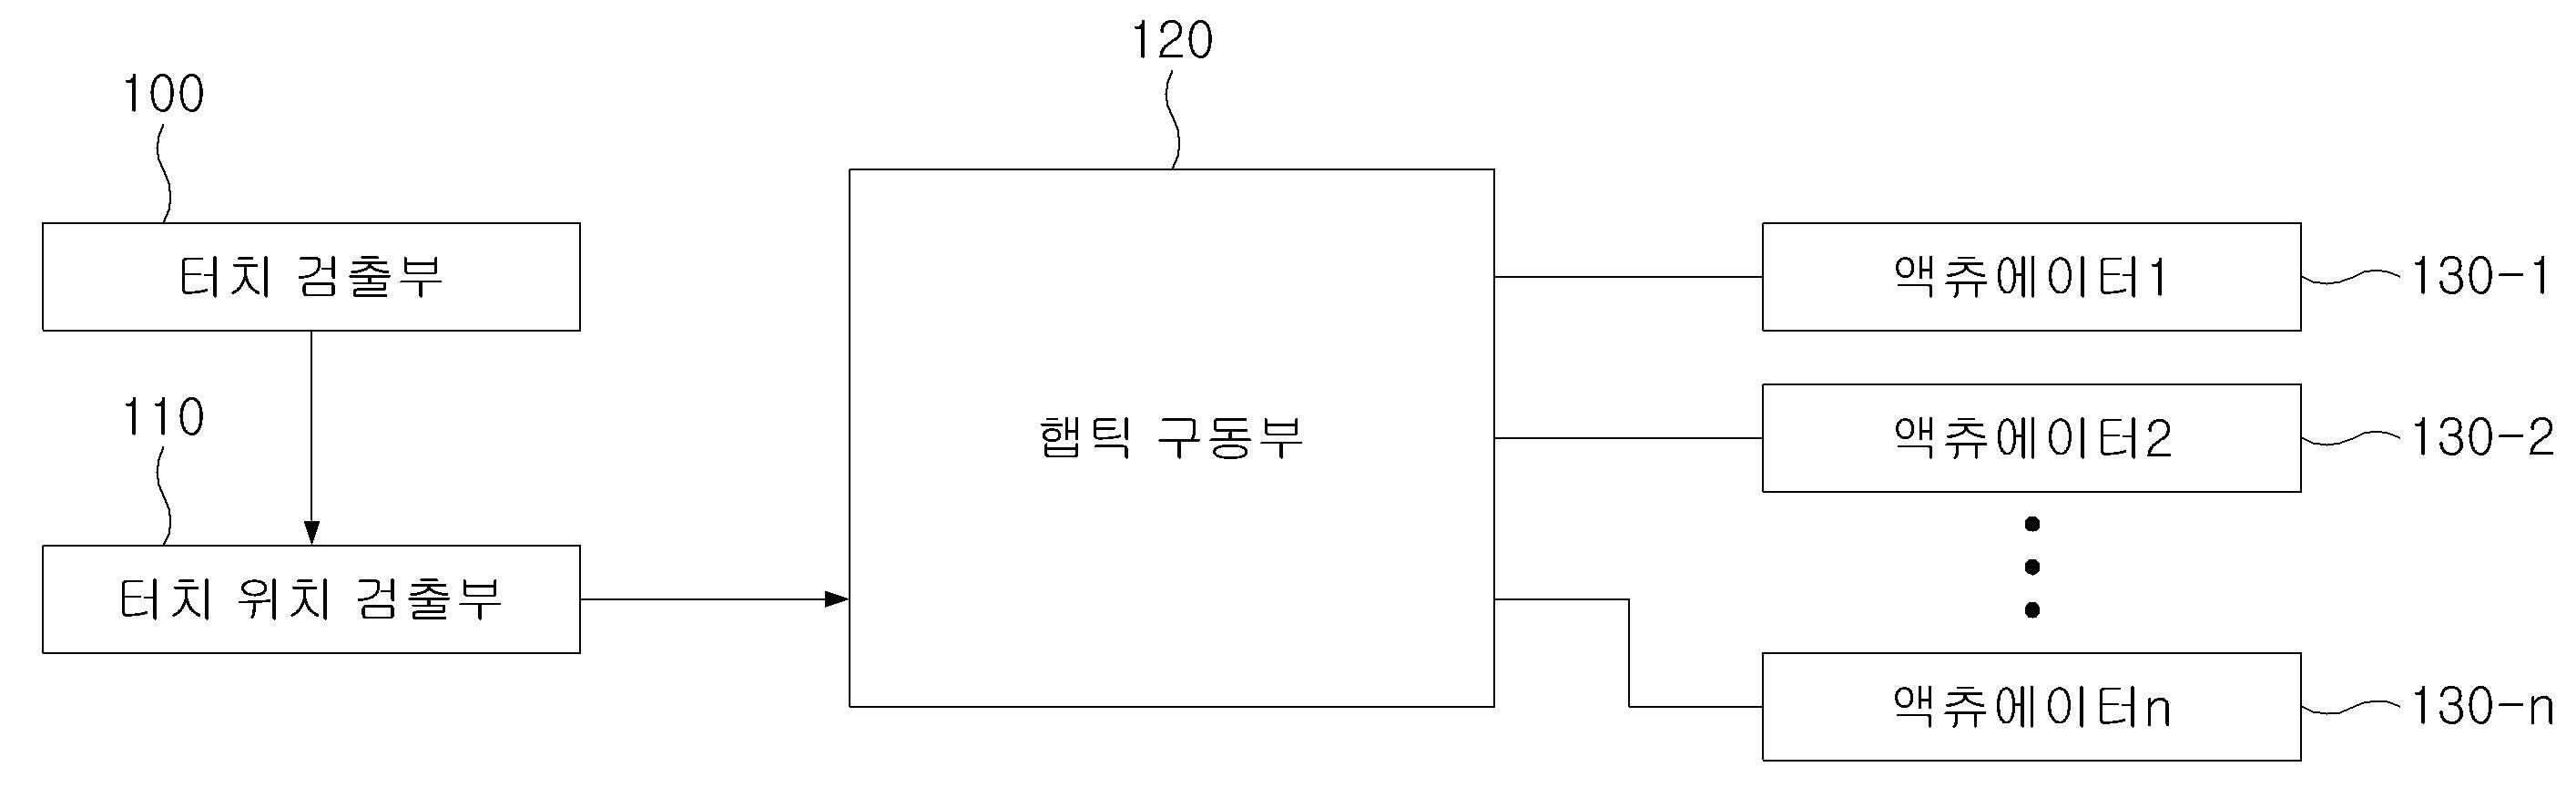 120
100
터치 검출부
액츄에이터1
130-1
110
햅틱 구동부
액츄에이터2
130-2
터치 위치 검출부
액츄에이터n
130-n